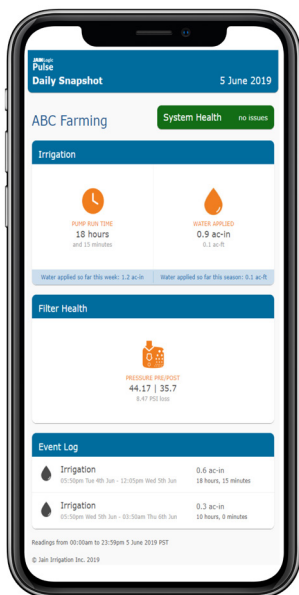 JAIN Logic
Pulse
Daily Snapshot 5 June 2019
ABC Farming
System Health no issues
Irrigation
PUMP RUN TIME
18 hours
and 15 minutes
WATER APPLIED
0.9 ac-in
0.1 ac-ft
Water applied so far this week: 1.2 ac-in
Water applied so far this season: 0.1 ac-ft
Filter Health
PRESSURE PRE/POST
44.17 | 35.7
8.47 PSI loss
Event Log
Irrigation 0.6 ac-in
05:50pm Tue 4th Jun - 12:05pm Wed 5th Jun 18 hours, 15 minutes
Irrigation 0.3 ac-in
05:50pm Wed 5th Jun - 03:50am Thu 6th Jun 10 hours, 0 minutes
Readings from 00:00am to 23:59pm 5 June 2019 PST
© Jain Irrigation Inc. 2019